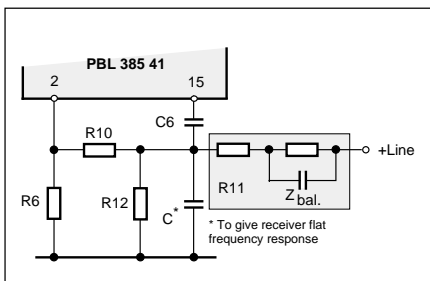 PBL 385 41
2
15
C6
R10
+Line
R11
Z bal.
R6
R12
C*
* To give receiver flat
frequency response